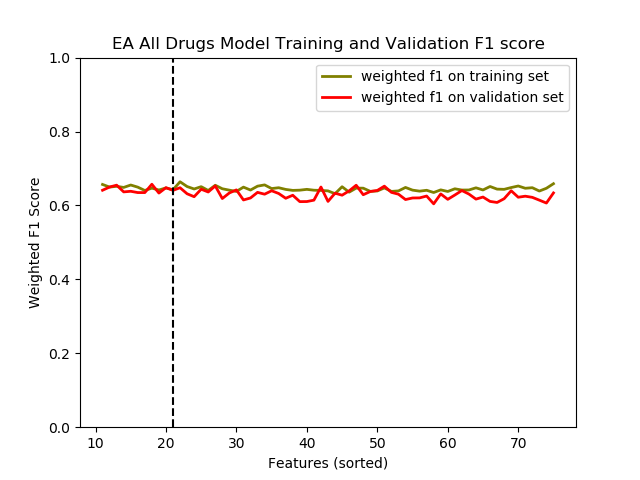 EA All Drugs Model Training and Validation F1 score
weighted f1 on training set
weighted f1 on validation set
Weighted F1 Score
1.0
0.8
0.6
0.4
0.2
0.0
10 20 30 40 50 60 70
Features (sorted)